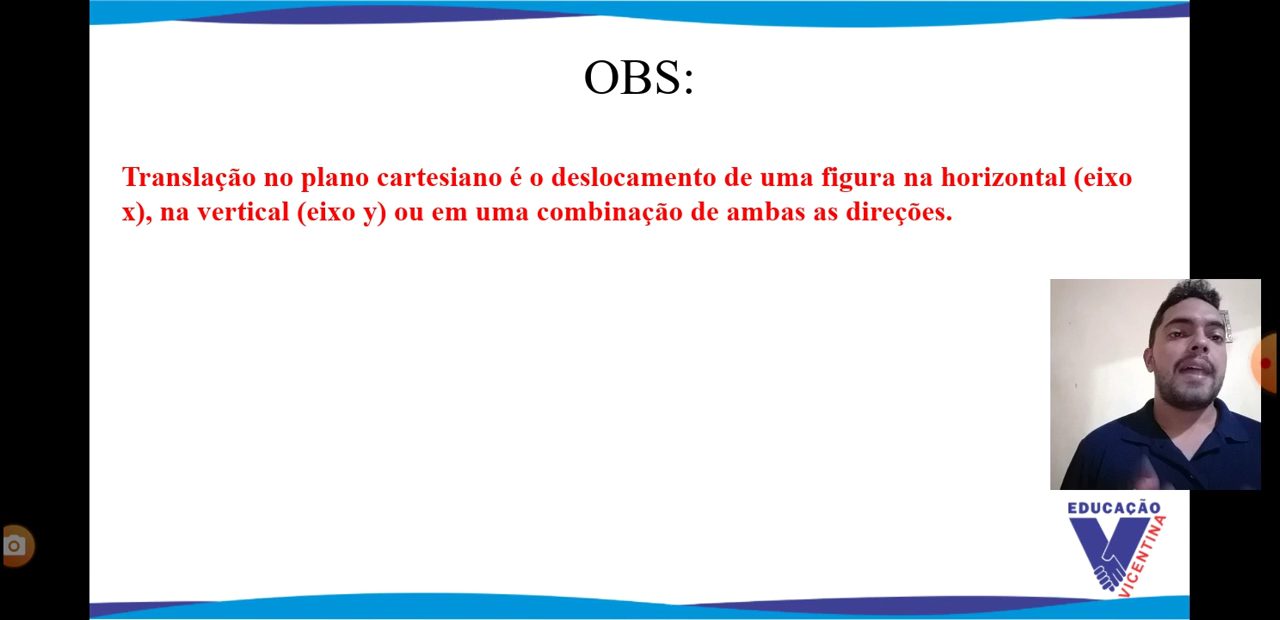 OBS:
Translação no plano cartesiano é o deslocamento de uma figura na horizontal (eixo
x), na vertical (eixo y) ou em uma combinação de ambas as direções.
EDUCAÇÃO
VICENTINA